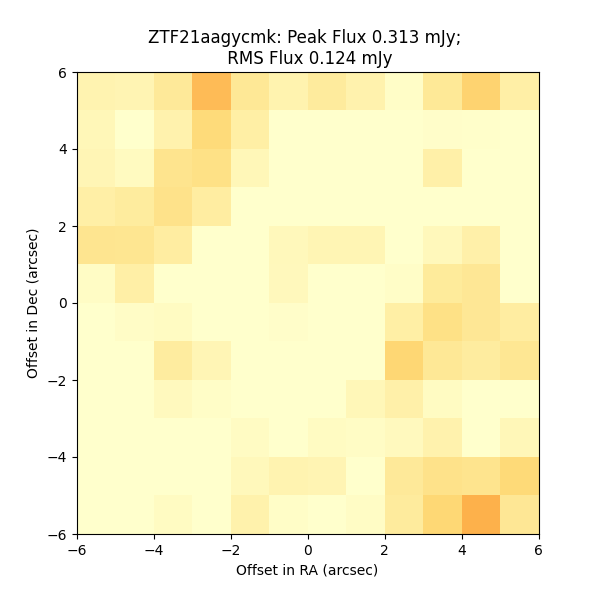 ZTF21aagycmk: Peak Flux 0.313 mJy;
RMS Flux 0.124 mJy
6
4
2
0
−2
−4
−6
Offset in Dec (arcsec)
−6 −4 −2 0 2 4 6
Offset in RA (arcsec)